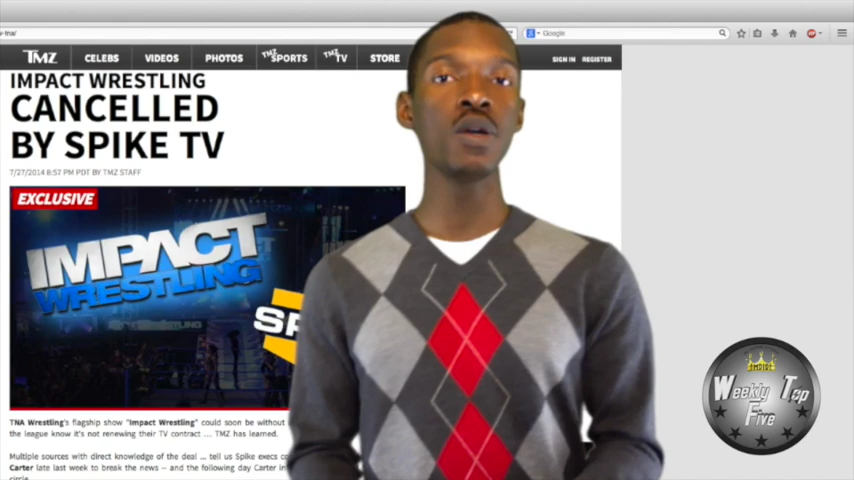 v-tna/
Google
TMZ
CELEBS
VIDEOS
PHOTOS
TMZ SPORTS
TMZ TV
STORE
SIGN IN
REGISTER
IMPACT WRESTLING
CANCELLED
BY SPIKE TV
7/27/2014 8:57 PM PDT BY TMZ STAFF
EXCLUSIVE
IMPACT
WRESTLING
SP
TNA Wrestling's flagship show "Impact Wrestling" could soon be without
the league know it's not renewing their TV contract ... TMZ has learned.
Multiple sources with direct knowledge of the deal ... tell us Spike execs
Carter late last week to break the news -- and the following day Carter
circle
Weekly Top
Five